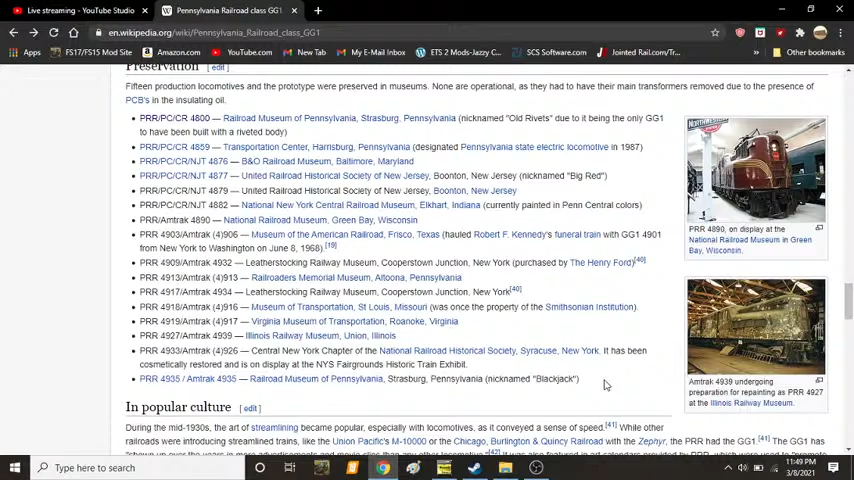 Live streaming - YouTube Studio
Pennsylvania Railroad class GG1
en.wikipedia.org/wiki/Pennsylvania_Railroad_class_GG1
Apps
FS17/FS15 Mod Site
Amazon.com
YouTube.com
New Tab
My E-mail Inbox
ETS 2 Mods-Jazzy C...
SCS Software.com
Jointed Rail.com/Tr...
Other bookmarks
Preservation [ edit ]
Fifteen production locomotives and the prototype were preserved in museums. None are operational, as they had to have their main transformers removed due to the presence of
PCB's in the insulating oil.
PRR/PC/CR 4800 — Railroad Museum of Pennsylvania, Strasburg, Pennsylvania (nicknamed "Old Rivets" due to it being the only GG1
to have been built with a riveted body)
PRR/PC/CR 4859 — Transportation Center, Harrisburg, Pennsylvania (designated Pennsylvania state electric locomotive in 1987)
PRR/PC/CR/NJT 4876 — B&O Railroad Museum, Baltimore, Maryland
PRR/PC/CR/NJT 4877 — United Railroad Historical Society of New Jersey, Boonton, New Jersey (nicknamed "Big Red")
PRR/PC/CR/NJT 4879 — United Railroad Historical Society of New Jersey, Boonton, New Jersey
PRR/PC/CR/NJT 4882 — National New York Central Railroad Museum, Elkhart, Indiana (currently painted in Penn Central colors)
PRR/Amtrak 4890 — National Railroad Museum, Green Bay, Wisconsin
PRR 4903/Amtrak (4)906 — Museum of the American Railroad, Frisco, Texas (hauled Robert F. Kennedy's funeral train with GG1 4901
from New York to Washington on June 8, 1968).[19]
PRR 4909/Amtrak 4932 — Leatherstocking Railway Museum, Cooperstown Junction, New York (purchased by The Henry Ford)[40]
PRR 4913/Amtrak (4)913 — Railroaders Memorial Museum, Altoona, Pennsylvania
PRR 4917/Amtrak 4934 — Leatherstocking Railway Museum, Cooperstown Junction, New York[40]
PRR 4918/Amtrak (4)916 — Museum of Transportation, St Louis, Missouri (was once the property of the Smithsonian Institution).
PRR 4919/Amtrak (4)917 — Virginia Museum of Transportation, Roanoke, Virginia
PRR 4927/Amtrak 4939 — Illinois Railway Museum, Union, Illinois
PRR 4933/Amtrak (4)926 — Central New York Chapter of the National Railroad Historical Society, Syracuse, New York. It has been
cosmetically restored and is on display at the NYS Fairgrounds Historic Train Exhibit.
PRR 4935 / Amtrak 4935 — Railroad Museum of Pennsylvania, Strasburg, Pennsylvania (nicknamed "Blackjack")
PRR 4890, on display at the
National Railroad Museum in Green
Bay, Wisconsin.
Amtrak 4939 undergoing
preparation for repainting as PRR 4927
at the Illinois Railway Museum.
In popular culture [ edit ]
During the mid-1930s, the art of streamlining became popular, especially with locomotives, as it conveyed a sense of speed.[41] While other
railroads were introducing streamlined trains, like the Union Pacific's M-10000 or the Chicago, Burlington & Quincy Railroad with the Zephyr, the PRR had the GG1.[41] The GG1 has
Type here to search
11:49 PM
3/8/2021